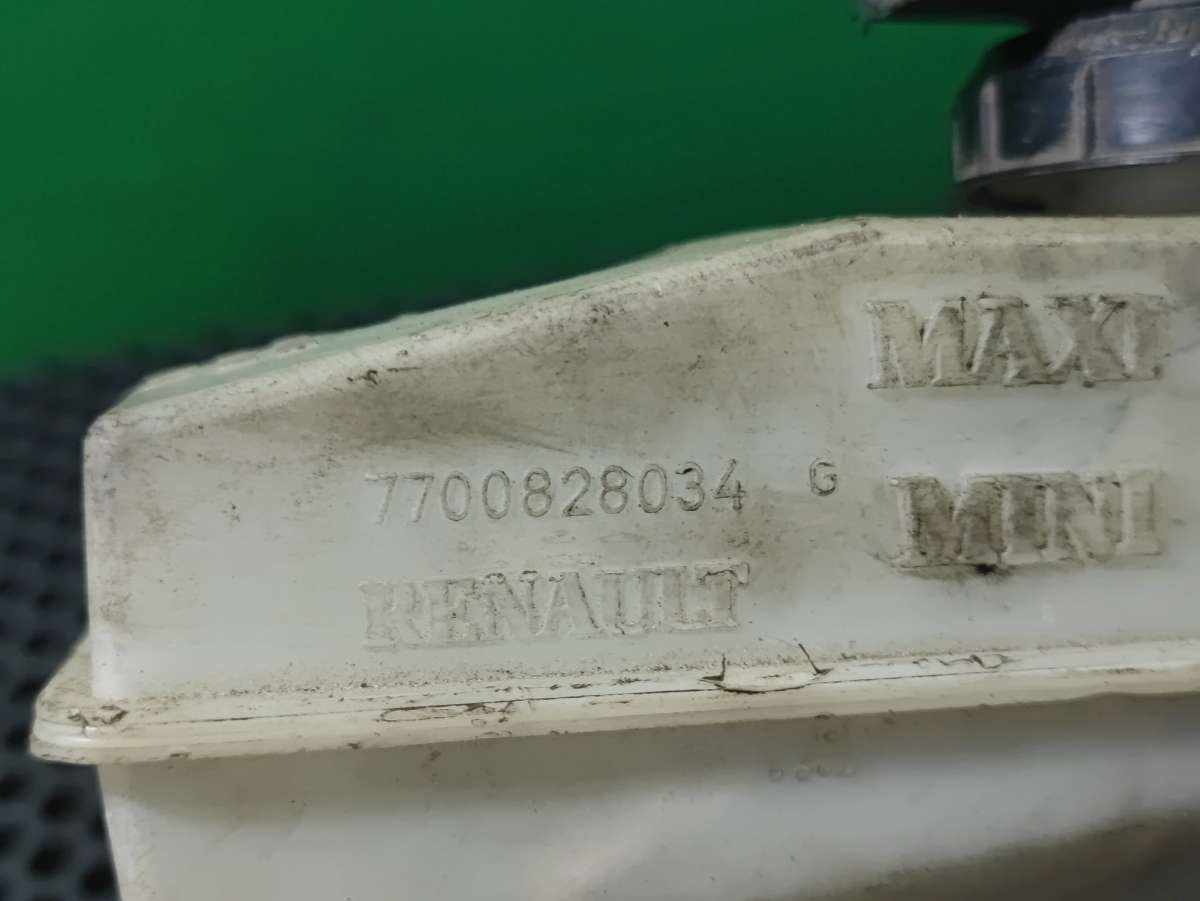 MAXI
7700828034 G
MINI
RENAULT